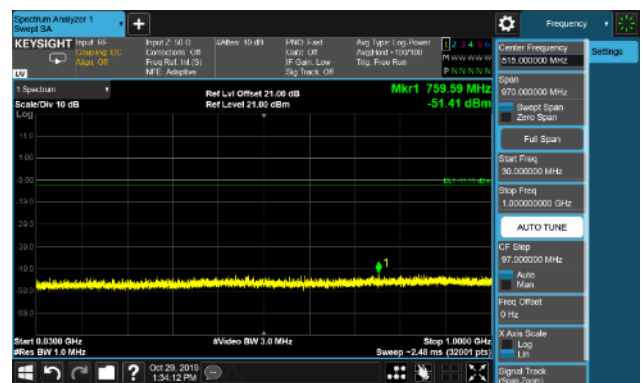 Spectrum Analyzer 1
Swept SA
Frequency
KEYSIGHT
Input: RF
Coupling: DC
Align: Off
Input Z: 50 Ω
Corrections: Off
Freq Ref: Int (S)
NFE: Adaptive
#Atten: 10 dB
PNO: Fast
Gate: Off
IF Gain: Low
Sig Track: Off
Avg Type: Log-Power
Avg|Hold: >100/100
Trig: Free Run
1 2 3 4 5 6
M W W W W W
P N N N N N
LV
Center Frequency
515.000000 MHz
Settings
Span
970.000000 MHz
Swept Span
Zero Span
Full Span
Start Freq
30.000000 MHz
Stop Freq
1.000000000 GHz
AUTO TUNE
CF Step
97.000000 MHz
Auto
Man
Freq Offset
0 Hz
X Axis Scale
Log
Lin
Signal Track
(Span Zoom)
1 Spectrum
Scale/Div 10 dB
Log
Ref Lvl Offset 21.00 dB
Ref Level 21.00 dBm
Mkr1 759.59 MHz
-51.41 dBm
11.0
1.00
-9.00
-19.0
-29.0
-39.0
-49.0
-59.0
-69.0
1
Start 0.0300 GHz
#Res BW 1.0 MHz
#Video BW 3.0 MHz
Stop 1.0000 GHz
Sweep ~2.48 ms (32001 pts)
?
Oct 29, 2019
1:34:12 PM